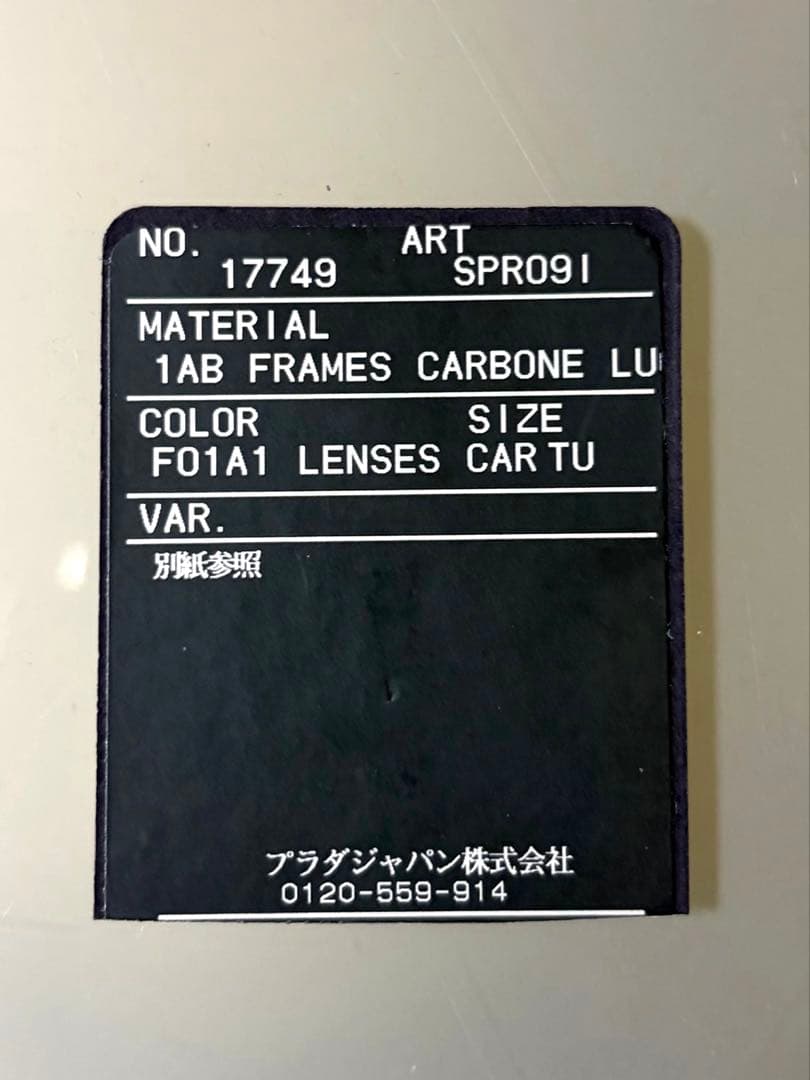 NO. ART
17749 SPR09I
MATERIAL
1AB FRAMES CARBONE LU
COLOR SIZE
F01A1 LENSES CAR TU
VAR.
別紙参照
プラダジャパン株式会社
0120-559-914